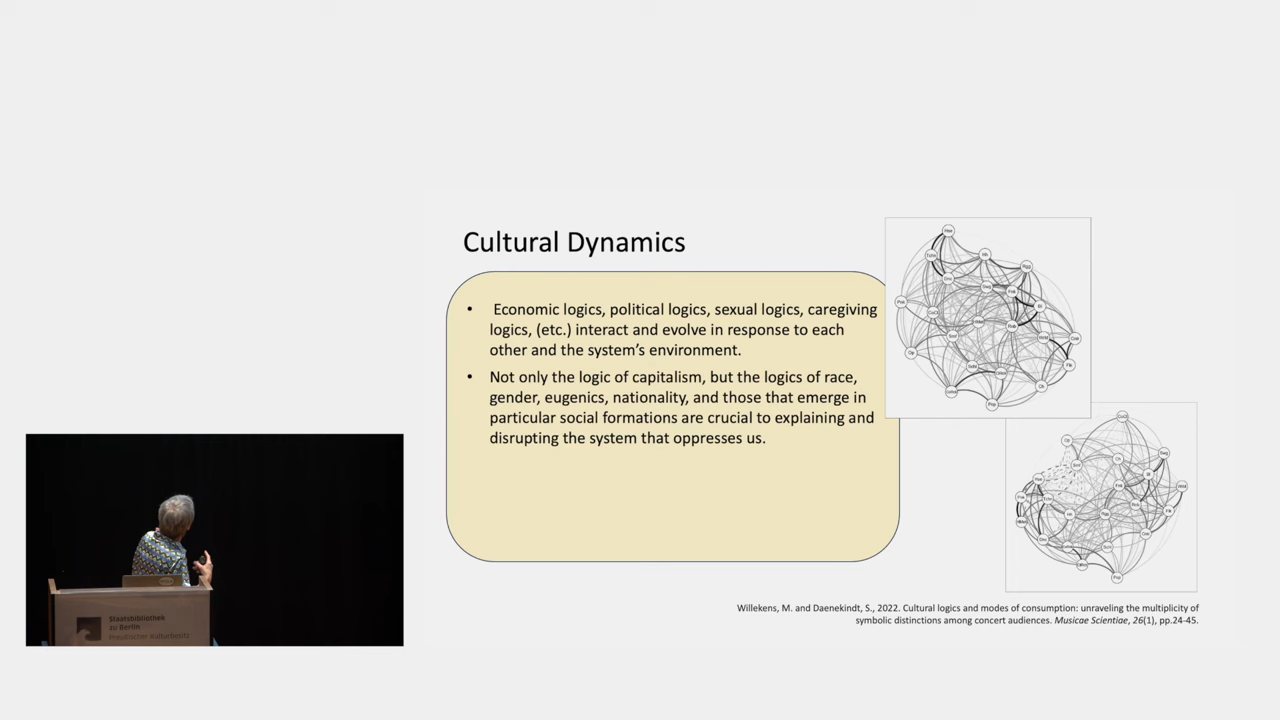 Cultural Dynamics
• Economic logics, political logics, sexual logics, caregiving
logics, (etc.) interact and evolve in response to each
other and the system’s environment.
• Not only the logic of capitalism, but the logics of race,
gender, eugenics, nationality, and those that emerge in
particular social formations are crucial to explaining and
disrupting the system that oppresses us.
Willekens, M. and Daenekindt, S., 2022. Cultural logics and modes of consumption: unraveling the multiplicity of
symbolic distinctions among concert audiences. Musicae Scientiae, 26(1), pp.24-45.
Staatsbibliothek
zu Berlin
Preußischer Kulturbesitz